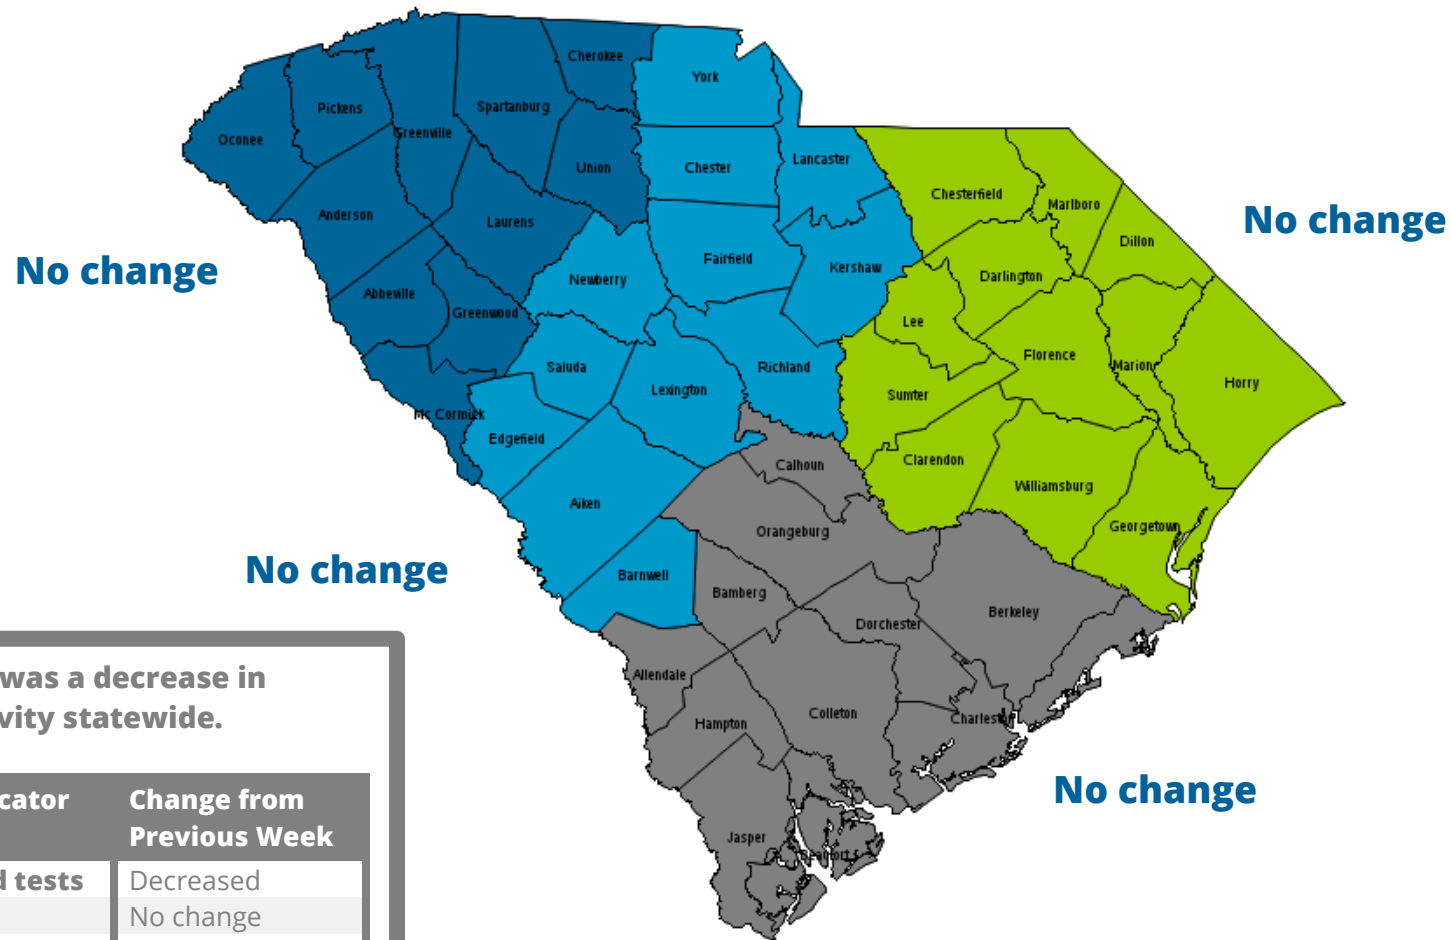 Cherokee
York
Pickens
Spartanburg
Greenville
Oconee
Union
Chester
Lancaster
Chesterfield
Marlboro
Anderson
Laurens
No change
Dillon
No change
Fairfield
Kershaw
Darlington
Newberry
Abbeville
Greenwood
Lee
Florence
Marion
Saluda
Richland
Horry
Lexington
Sumter
Mc Cormick
Edgefield
Clarendon
Calhoun
Williamsburg
Aiken
Orangeburg
Georgetown
No change
Barnwell
Bamberg
Berkeley
Dorchester
Allendale
Colleton
Charleston
Hampton
No change
Jasper
Beaufort
was a decrease in
vity statewide.
cator Change from
Previous Week
d tests Decreased
No change